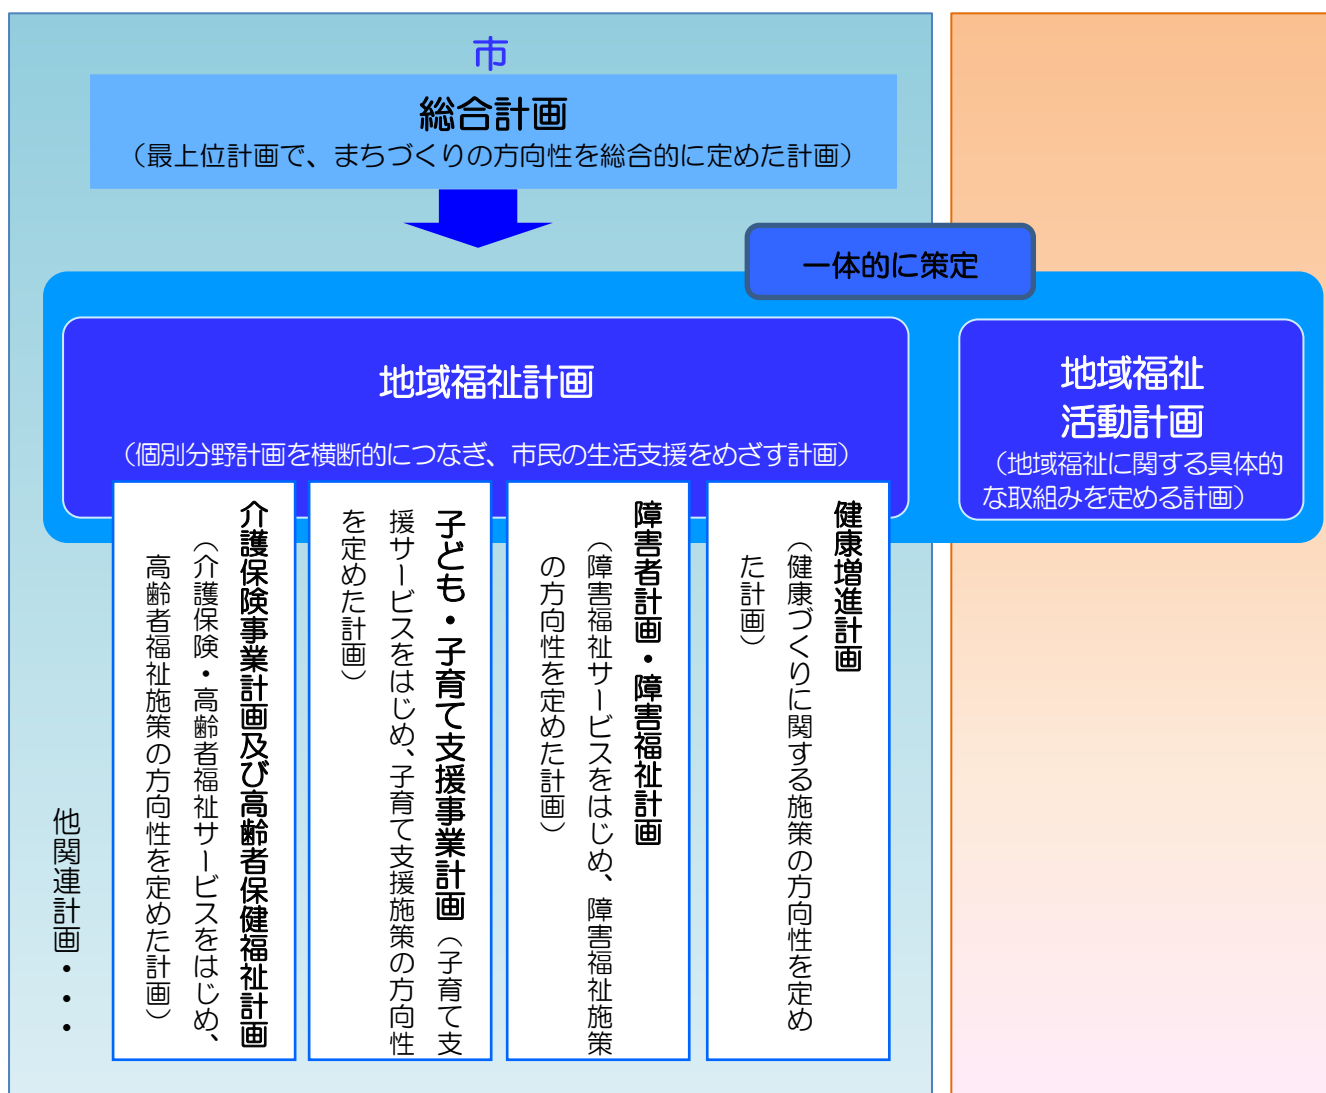 市
総合計画
（最上位計画で、まちづくりの方向性を総合的に定めた計画）
一体的に策定
地域福祉計画
（個別分野計画を横断的につなぎ、市民の生活支援をめざす計画）
地域福祉
活動計画
（地域福祉に関する具体的
な取組みを定める計画）
健康増進計画
（健康づくりに関する施策の方向性を定め
た計画）
障害者計画・障害福祉計画
（障害福祉サービスをはじめ、障害福祉施策
の方向性を定めた計画）
子ども・子育て支援事業計画（子育て支
援サービスをはじめ、子育て支援施策の方向性
を定めた計画）
介護保険事業計画及び高齢者保健福祉計画
（介護保険・高齢者福祉サービスをはじめ、
高齢者福祉施策の方向性を定めた計画）
他関連計画・・・